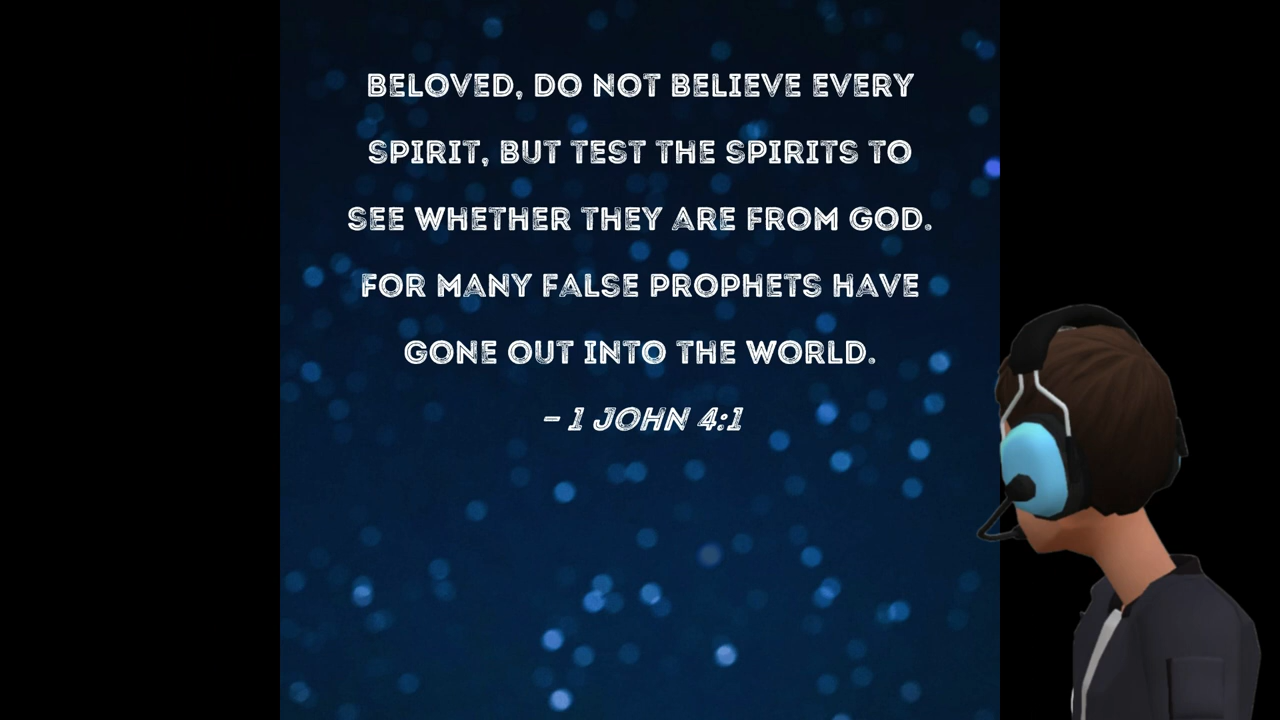 BELOVED, DO NOT BELIEVE EVERY
SPIRIT, BUT TEST THE SPIRITS TO
SEE WHETHER THEY ARE FROM GOD.
FOR MANY FALSE PROPHETS HAVE
GONE OUT INTO THE WORLD.
– 1 JOHN 4:1